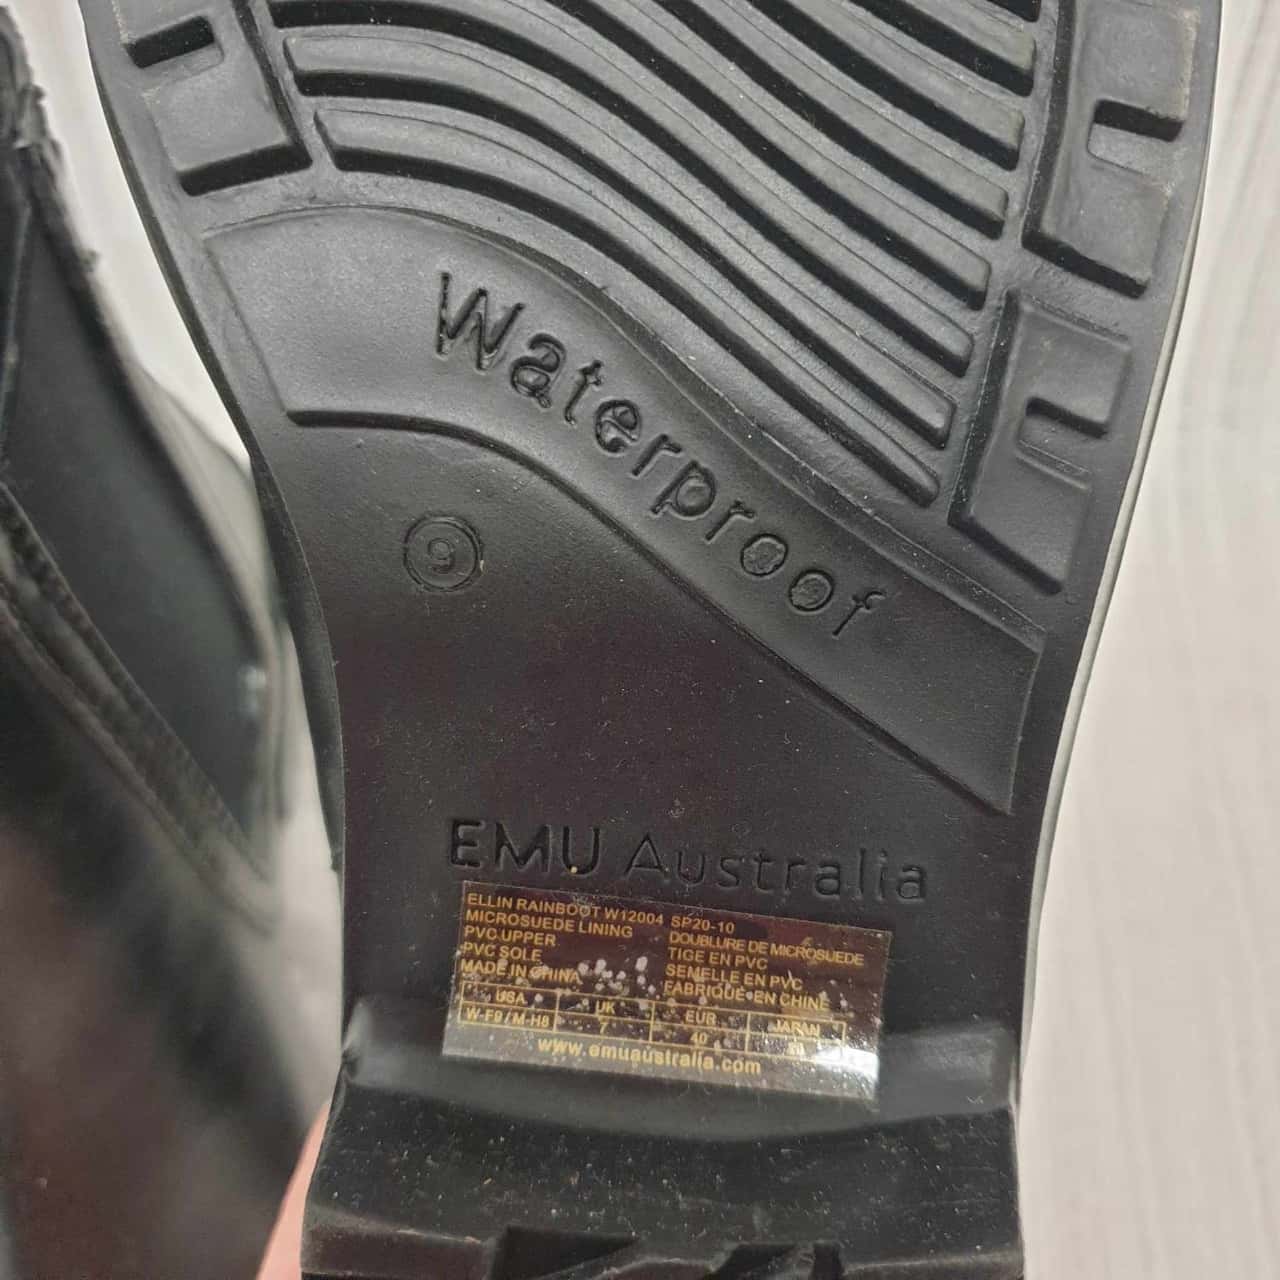 Waterproof
9
EMU Australia
ELLIN RAINBOOT W12004 SP20-10
MICROSUEDE LINING
PVC UPPER
PVC SOLE
MADE IN CHINA
DOUBLURE DE MICROSUEDE
TIGE EN PVC
SEMELLE EN PVC
FABRIQUÉ EN CHINE
USA UK EUR JAPAN
W-F9 / M-H8 7 40
www.emuaustralia.com